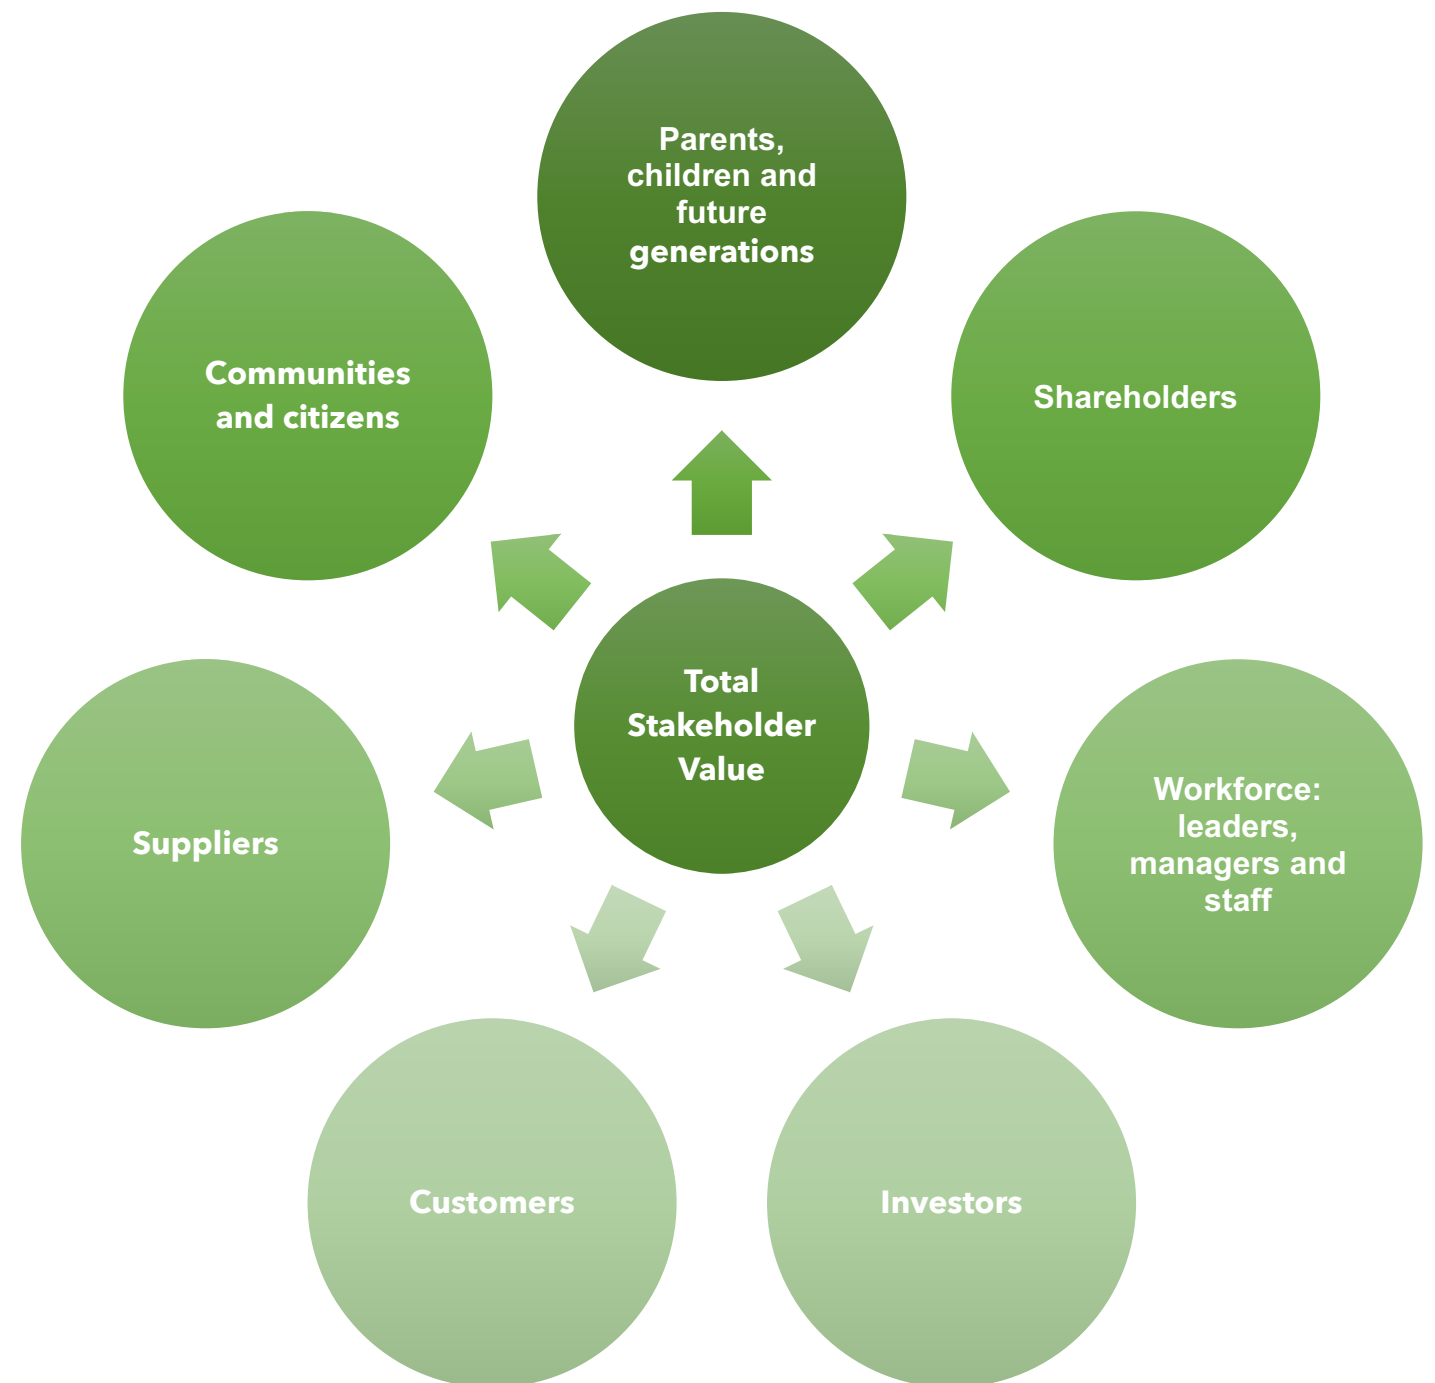 Parents,
children and
future
generations
Communities
and citizens
Shareholders
Total
Stakeholder
Value
Suppliers
Workforce:
leaders,
managers and
staff
Customers
Investors